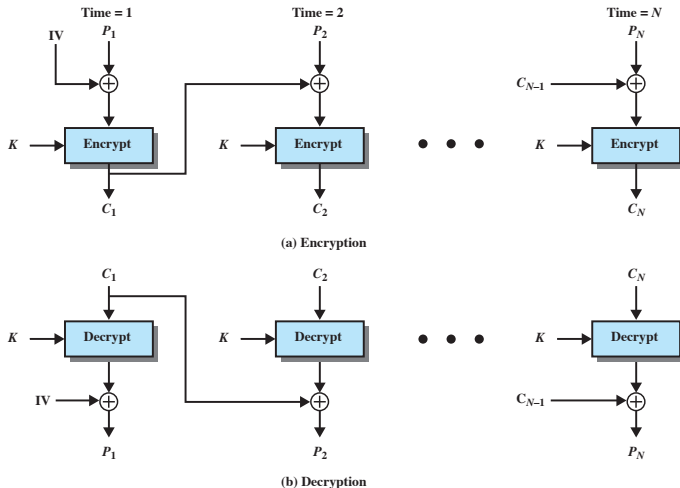 Time = 1 Time = 2 Time = N
IV P1 P2 PN
CN–1
K Encrypt K Encrypt K Encrypt
C1 C2 CN
(a) Encryption
C1 C2 CN
K Decrypt K Decrypt K Decrypt
IV CN–1
P1 P2 PN
(b) Decryption